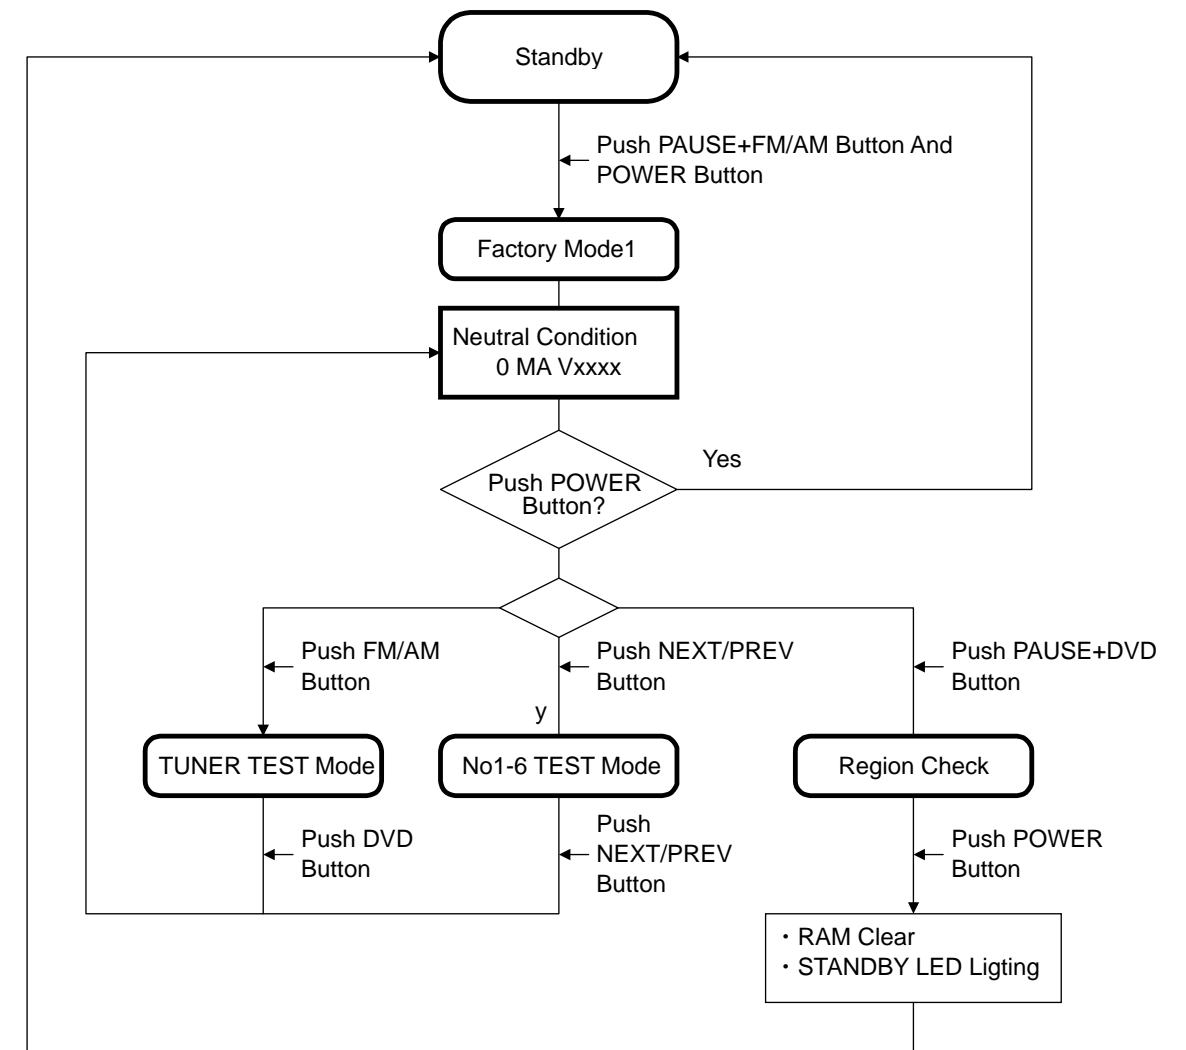 Standby
Push PAUSE+FM/AM Button And
POWER Button
Factory Mode1
Neutral Condition
0 MA Vxxxx
Yes
Push POWER
Button?
Push FM/AM
Button
Push NEXT/PREV
Button
Push PAUSE+DVD
Button
y
TUNER TEST Mode
No1-6 TEST Mode
Region Check
Push DVD
Button
Push
NEXT/PREV
Button
Push POWER
Button
・RAM Clear
・STANDBY LED Ligting